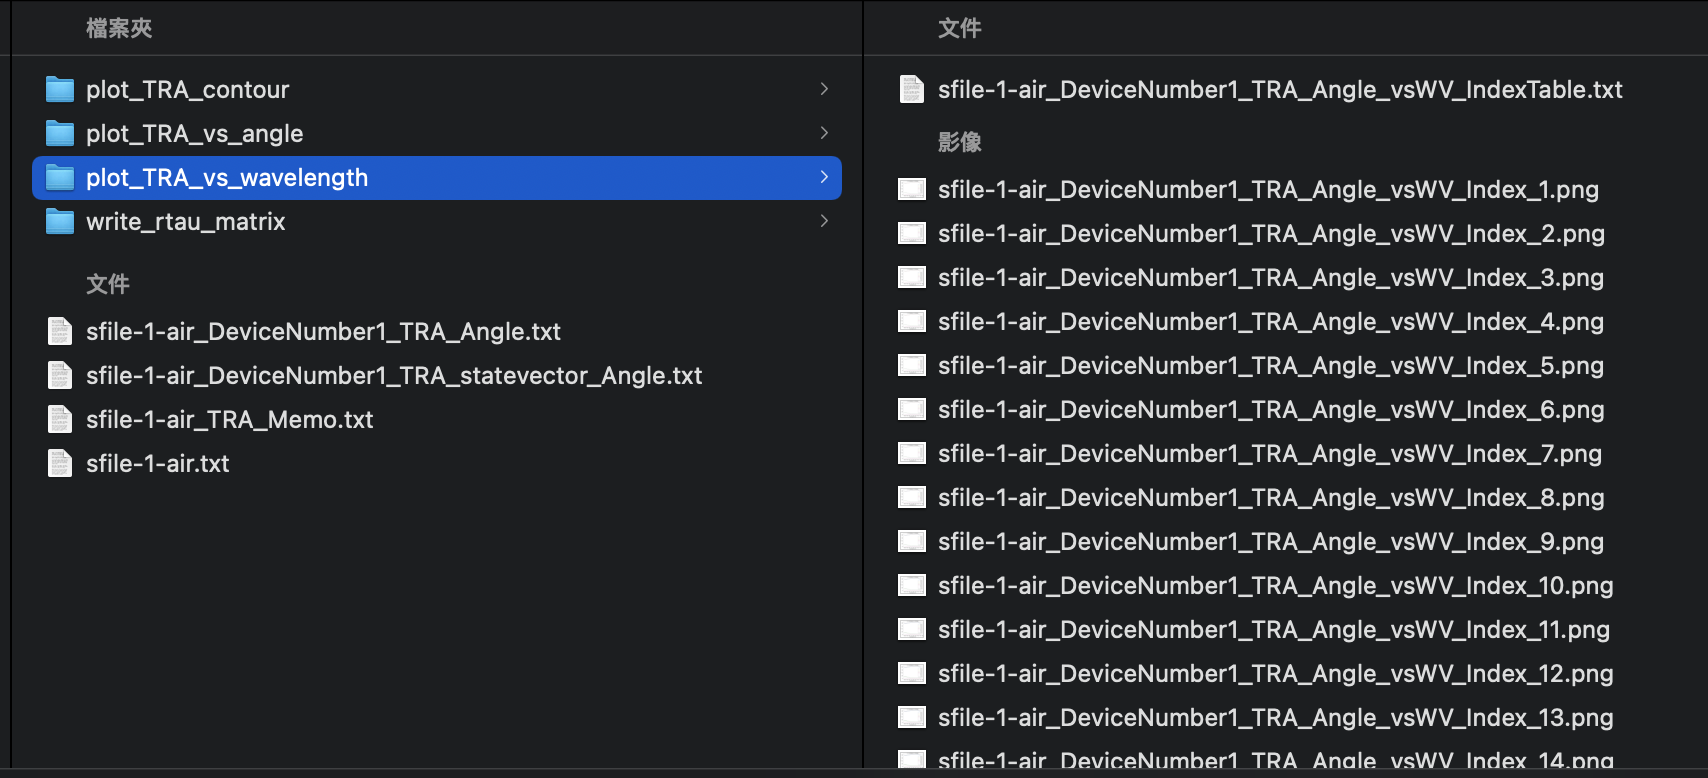 檔案夾
plot_TRA_contour
plot_TRA_vs_angle
plot_TRA_vs_wavelength
write_rtau_matrix
文件
sfile-1-air_DeviceNumber1_TRA_Angle.txt
sfile-1-air_DeviceNumber1_TRA_statevector_Angle.txt
sfile-1-air_TRA_Memo.txt
sfile-1-air.txt
文件
sfile-1-air_DeviceNumber1_TRA_Angle_vsWV_IndexTable.txt
影像
sfile-1-air_DeviceNumber1_TRA_Angle_vsWV_Index_1.png
sfile-1-air_DeviceNumber1_TRA_Angle_vsWV_Index_2.png
sfile-1-air_DeviceNumber1_TRA_Angle_vsWV_Index_3.png
sfile-1-air_DeviceNumber1_TRA_Angle_vsWV_Index_4.png
sfile-1-air_DeviceNumber1_TRA_Angle_vsWV_Index_5.png
sfile-1-air_DeviceNumber1_TRA_Angle_vsWV_Index_6.png
sfile-1-air_DeviceNumber1_TRA_Angle_vsWV_Index_7.png
sfile-1-air_DeviceNumber1_TRA_Angle_vsWV_Index_8.png
sfile-1-air_DeviceNumber1_TRA_Angle_vsWV_Index_9.png
sfile-1-air_DeviceNumber1_TRA_Angle_vsWV_Index_10.png
sfile-1-air_DeviceNumber1_TRA_Angle_vsWV_Index_11.png
sfile-1-air_DeviceNumber1_TRA_Angle_vsWV_Index_12.png
sfile-1-air_DeviceNumber1_TRA_Angle_vsWV_Index_13.png
sfile-1-air_DeviceNumber1_TRA_Angle_vsWV_Index_14.png